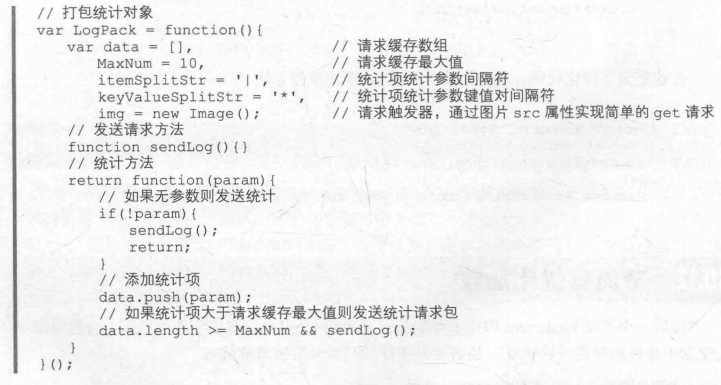 // 打包统计对象
var LogPack = function(){
    var data = [],                  // 请求缓存数组
        MaxNum = 10,                // 请求缓存最大值
        itemSplitStr = '|',         // 统计项统计参数间隔符
        keyValueSplitStr = '*',     // 统计项统计参数键值对间隔符
        img = new Image();          // 请求触发器，通过图片 src 属性实现简单的 get 请求
    // 发送请求方法
    function sendLog(){}
    // 统计方法
    return function(param){
        // 如果无参数则发送统计
        if(!param){
            sendLog();
            return;
        }
        // 添加统计项
        data.push(param);
        // 如果统计项大于请求缓存最大值则发送统计请求包
        data.length >= MaxNum && sendLog();
    }
}();